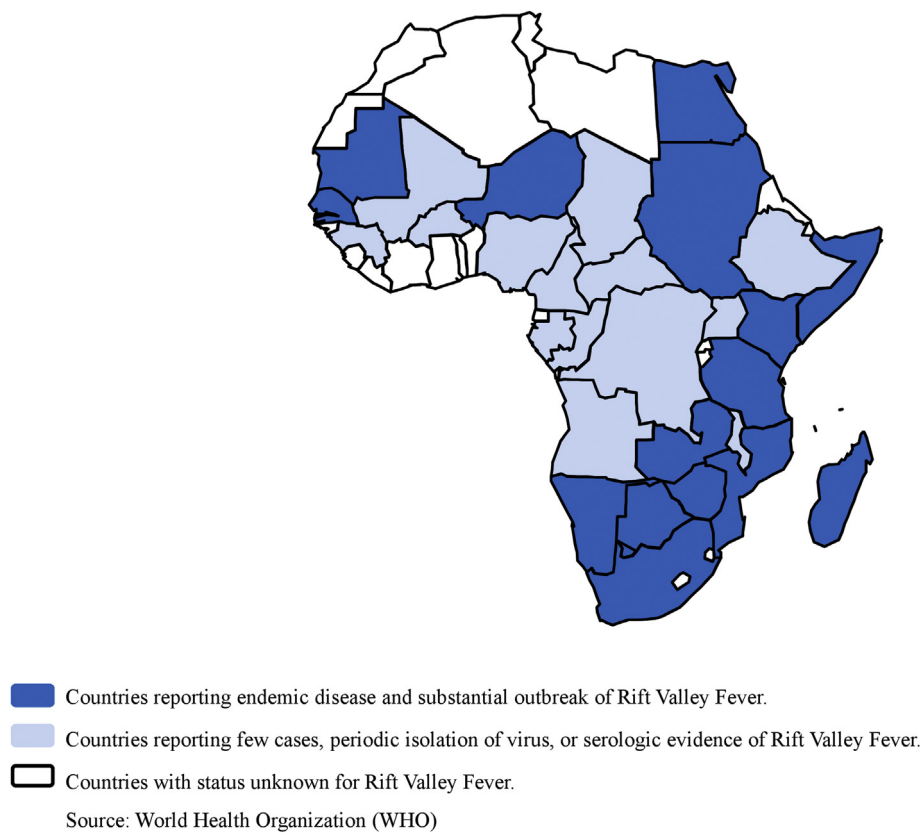 Countries reporting endemic disease and substantial outbreak of Rift Valley Fever.
Countries reporting few cases, periodic isolation of virus, or serologic evidence of Rift Valley Fever.
Countries with status unknown for Rift Valley Fever.
Source: World Health Organization (WHO)